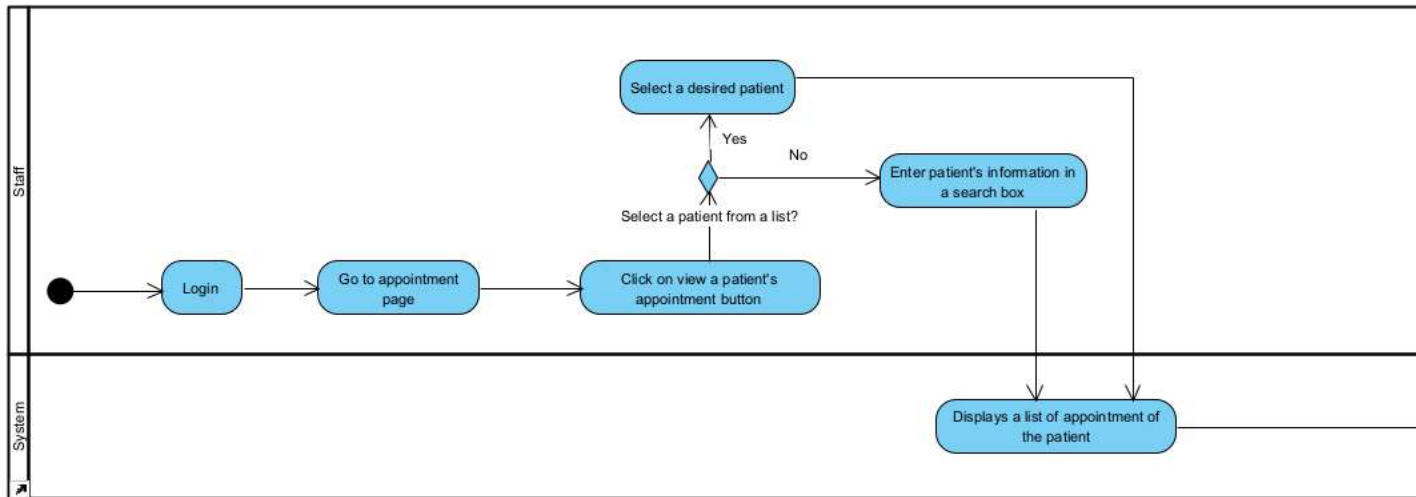 Staff
Select a desired patient
Yes
No
Enter patient's information in
a search box
Select a patient from a list?
Login
Go to appointment
page
Click on view a patient's
appointment button
System
Displays a list of appointment of
the patient